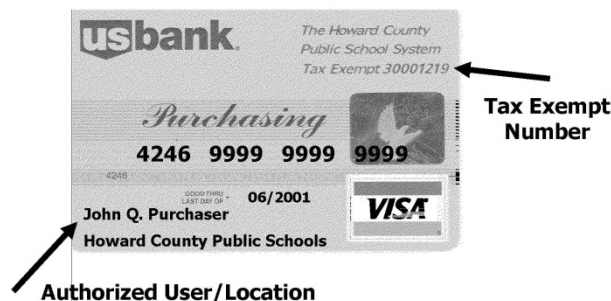 usbank.
The Howard County
Public School System
Tax Exempt 30001219
Tax Exempt
Number
Purchasing
4246 9999 9999 9999
4246
GOOD THRU
LAST DAY OF
06/2001
John Q. Purchaser
VISA
Howard County Public Schools
Authorized User/Location